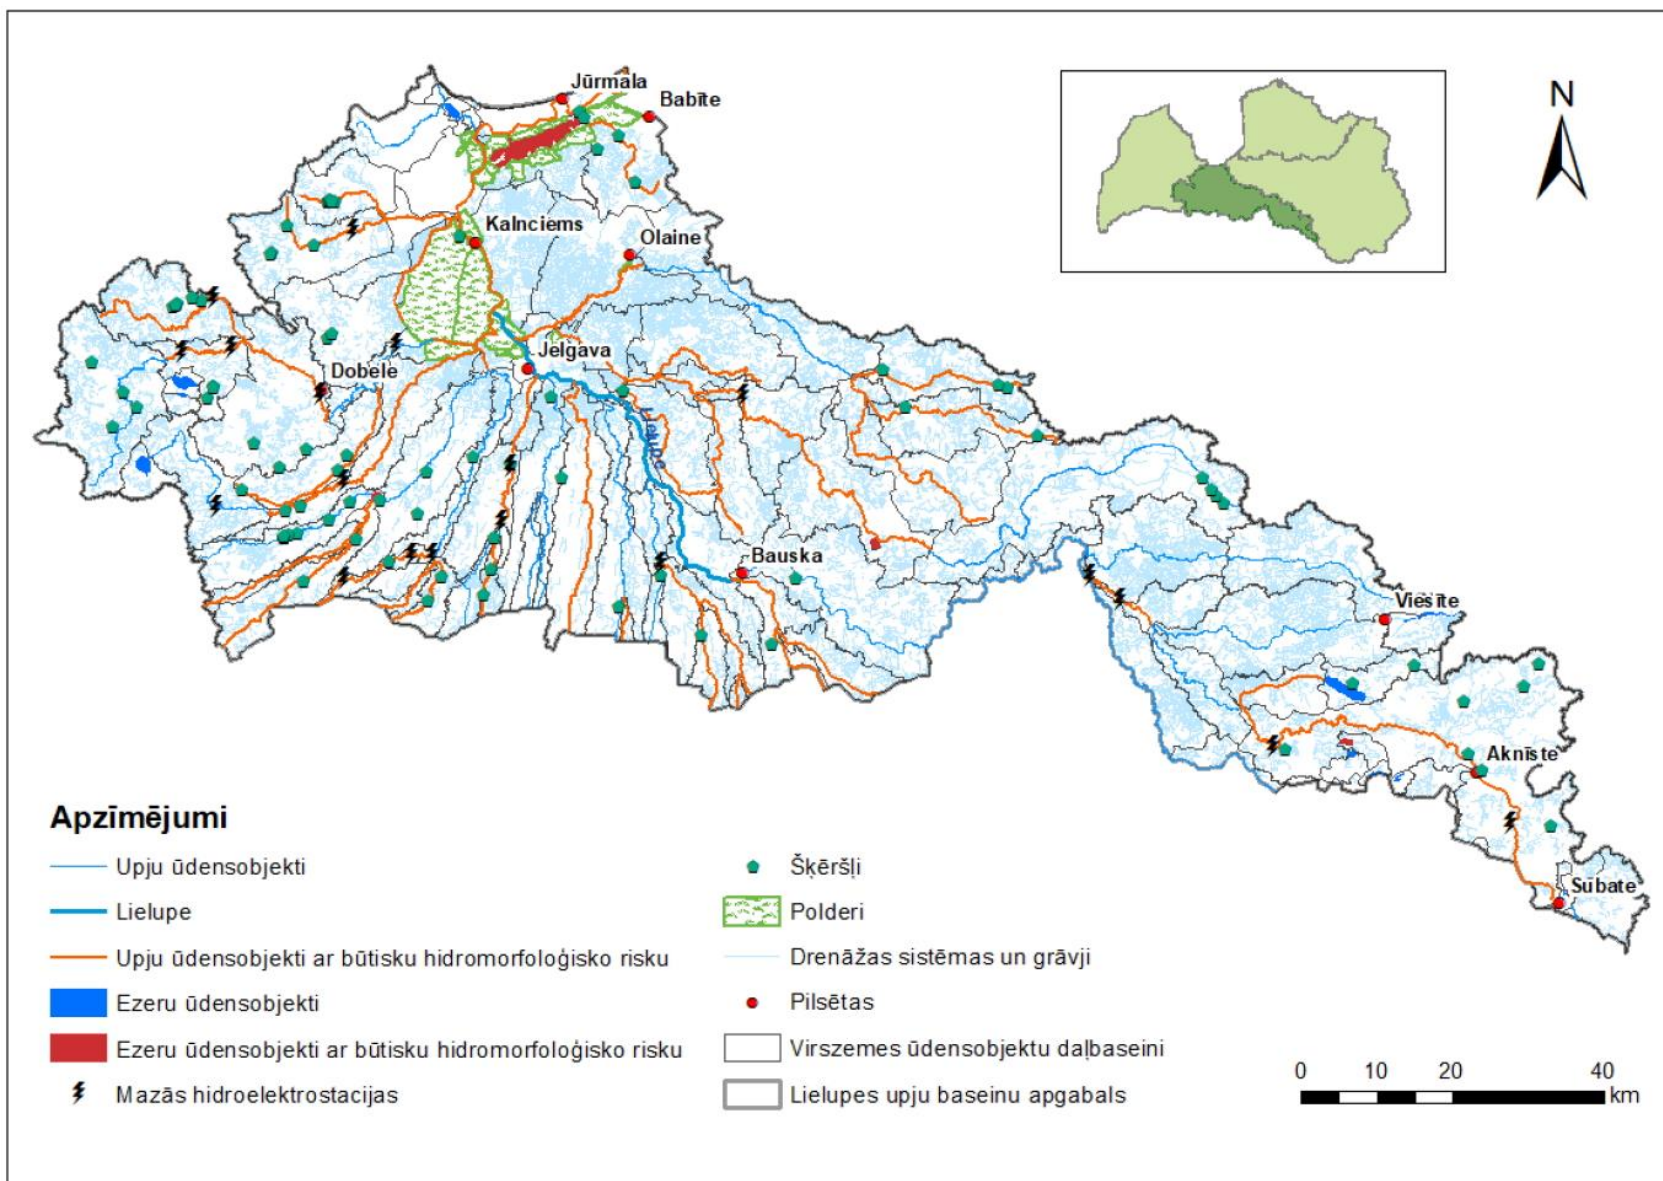 Jūrmala
Babīte
N
Kalnciems
Olaine
Jelgava
Dobele
Lielupe
Bauska
Viesīte
Aknīste
Subate
Apzīmējumi
Upju ūdensobjekti
Lielupe
Upju ūdensobjekti ar būtisku hidromorfoloģisko risku
Ezeru ūdensobjekti
Ezeru ūdensobjekti ar būtisku hidromorfoloģisko risku
Mazās hidroelektrostacijas
Šķēršļi
Polderi
Drenāžas sistēmas un grāvji
Pilsētas
Virszemes ūdensobjektu daļbaseini
Lielupes upju baseinu apgabals
0 10 20 40
km